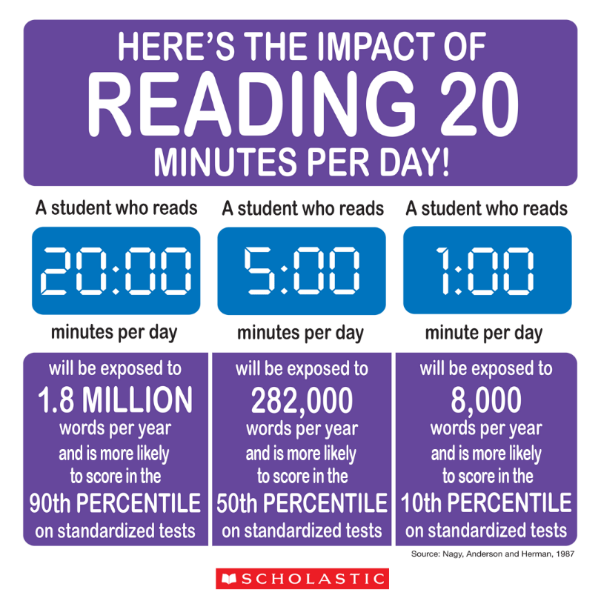 HERE'S THE IMPACT OF
READING 20
MINUTES PER DAY!
A student who reads
20:00
minutes per day
will be exposed to
1.8 MILLION
words per year
and is more likely
to score in the
90th PERCENTILE
on standardized tests
A student who reads
5:00
minutes per day
will be exposed to
282,000
words per year
and is more likely
to score in the
50th PERCENTILE
on standardized tests
A student who reads
1:00
minute per day
will be exposed to
8,000
words per year
and is more likely
to score in the
10th PERCENTILE
on standardized tests
Source: Nagy, Anderson and Herman, 1987
SCHOLASTIC